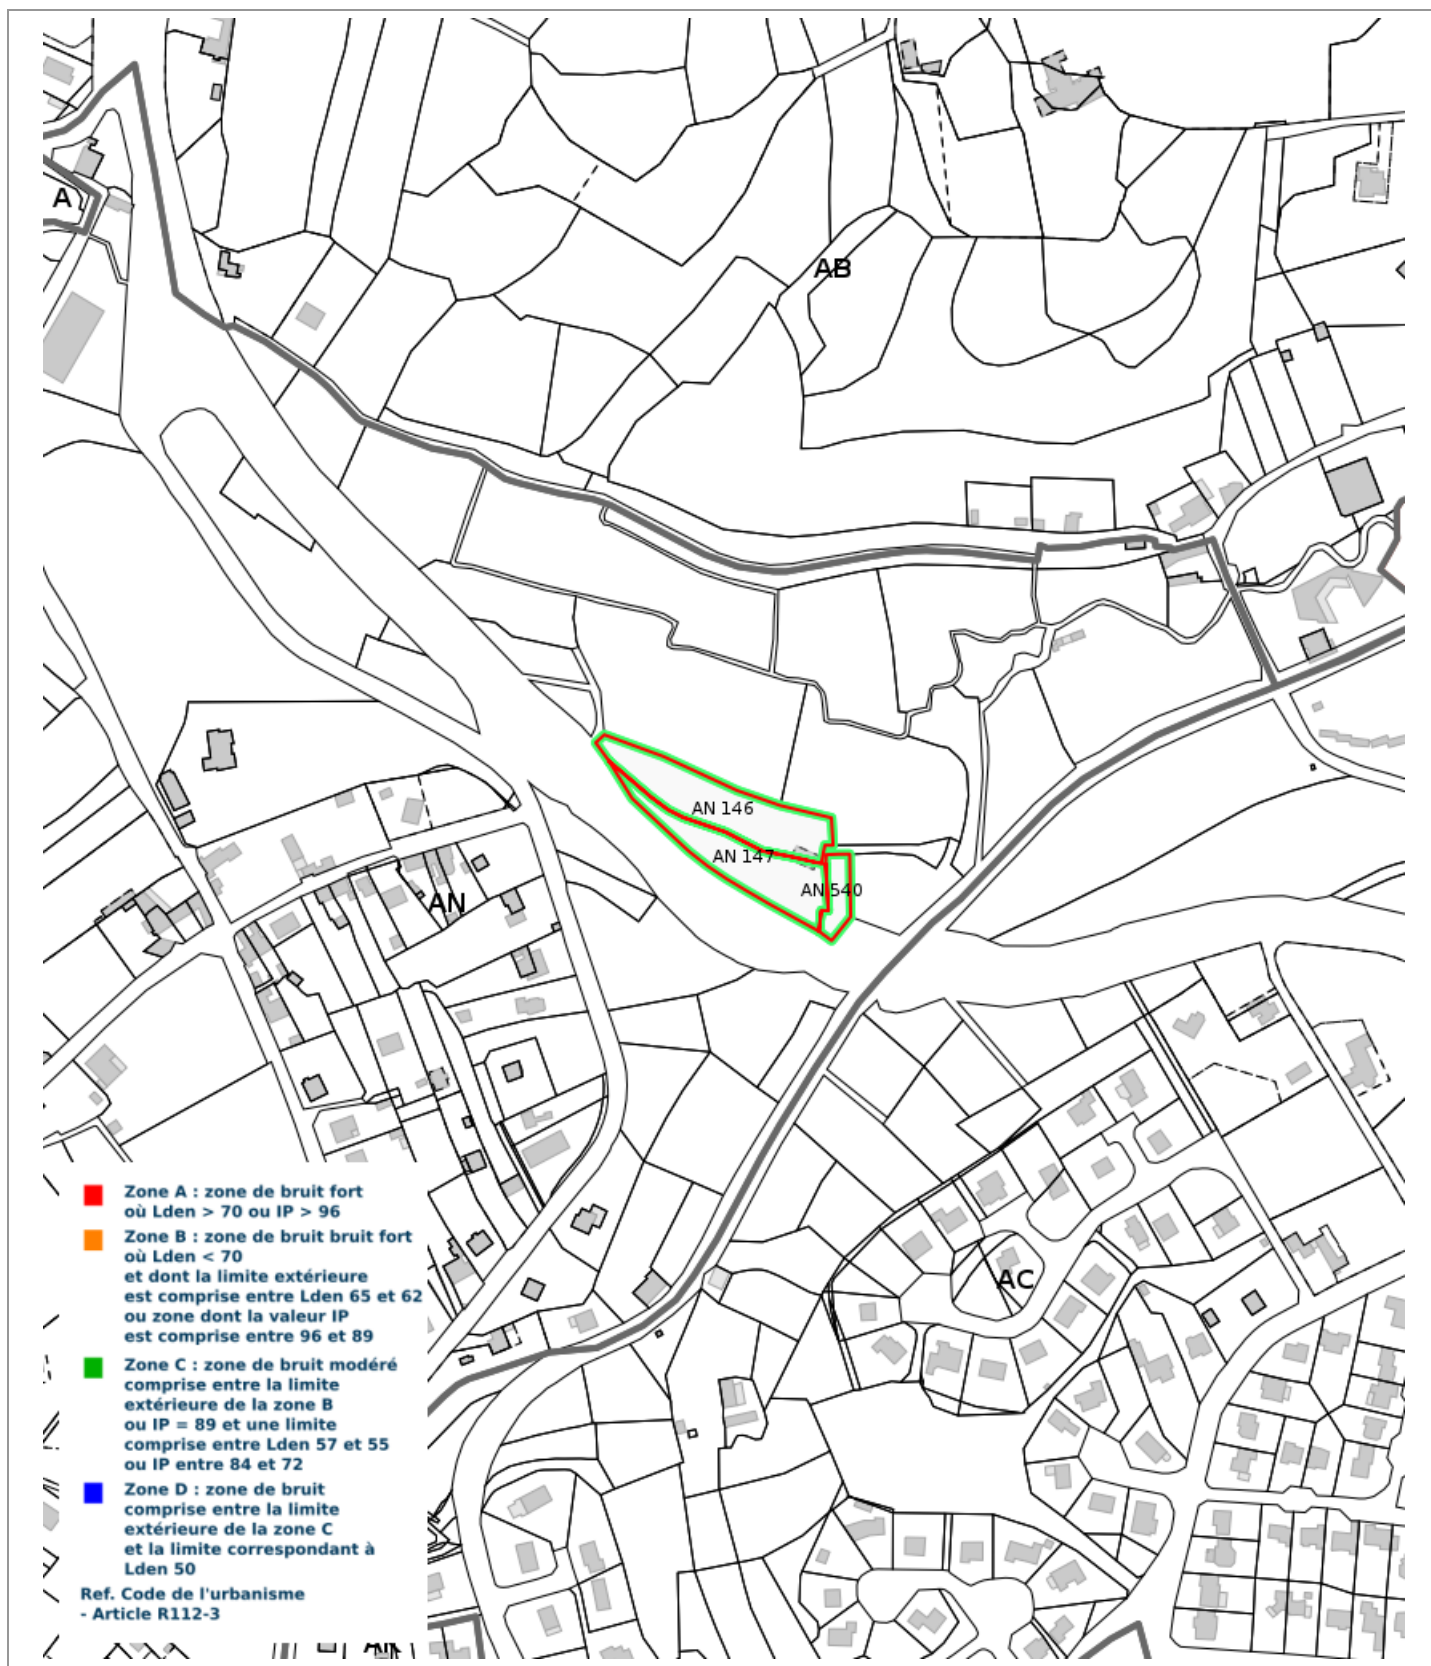 A
AB
AN 146
AN 147
AN 540
AN
AC
Zone A : zone de bruit fort
où Lden > 70 ou IP > 96
Zone B : zone de bruit bruit fort
où Lden < 70
et dont la limite extérieure
est comprise entre Lden 65 et 62
ou zone dont la valeur IP
est comprise entre 96 et 89
Zone C : zone de bruit modéré
comprise entre la limite
extérieure de la zone B
ou IP = 89 et une limite
comprise entre Lden 57 et 55
ou IP entre 84 et 72
Zone D : zone de bruit
comprise entre la limite
extérieure de la zone C
et la limite correspondant à
Lden 50
Ref. Code de l'urbanisme
- Article R112-3